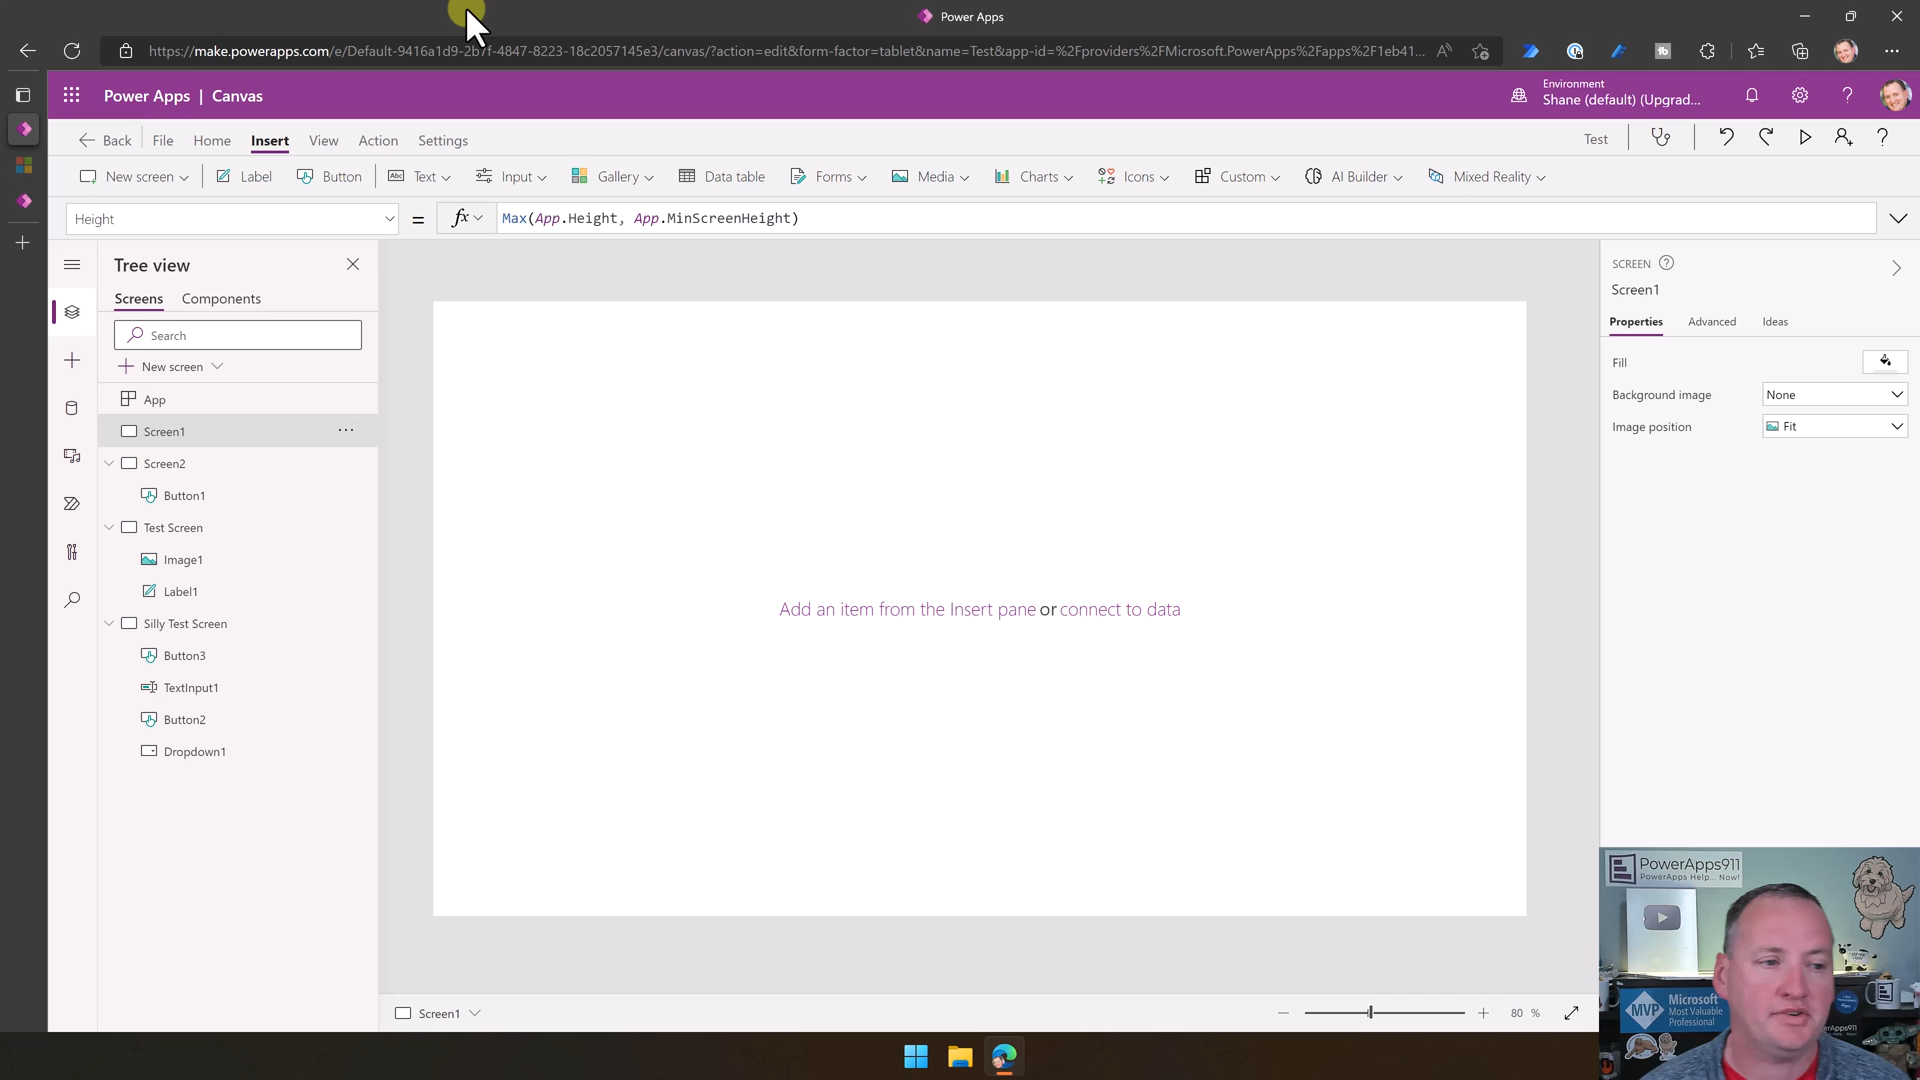 Power Apps
https://make.powerapps.com/e/Default-9416a1d9-2b7f-4847-8223-18c2057145e3/canvas/?action=edit&form-factor=tablet&name=Test&app-id=%2Fproviders%2FMicrosoft.PowerApps%2Fapps%2F1eb41...
Power Apps | Canvas
Environment
Shane (default) (Upgrad...
Back File Home Insert View Action Settings Test
New screen Label Button Text Input Gallery Data table Forms Media Charts Icons Custom AI Builder Mixed Reality
Height = fx Max(App.Height, App.MinScreenHeight)
Tree view
Screens Components
Search
New screen
App
Screen1
Screen2
Button1
Test Screen
Image1
Label1
Silly Test Screen
Button3
TextInput1
Button2
Dropdown1
Add an item from the Insert pane or connect to data
SCREEN
Screen1
Properties Advanced Ideas
Fill
Background image None
Image position Fit
Screen1
80 %
PowerApps911
PowerApps Help... Now!
MVP Microsoft
Most Valuable
Professional